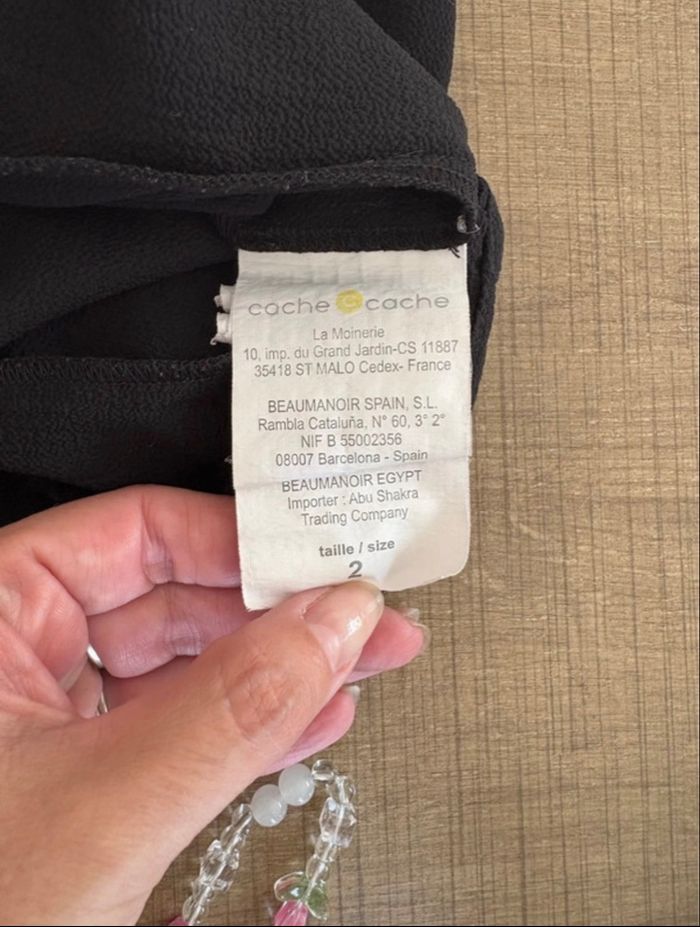 cache c cache
La Moinerie
10, imp. du Grand Jardin-CS 11887
35418 ST MALO Cedex- France
BEAUMANOIR SPAIN, S.L.
Rambla Cataluña, N° 60, 3° 2°
NIF B 55002356
08007 Barcelona - Spain
BEAUMANOIR EGYPT
Importer : Abu Shakra
Trading Company
taille / size
2